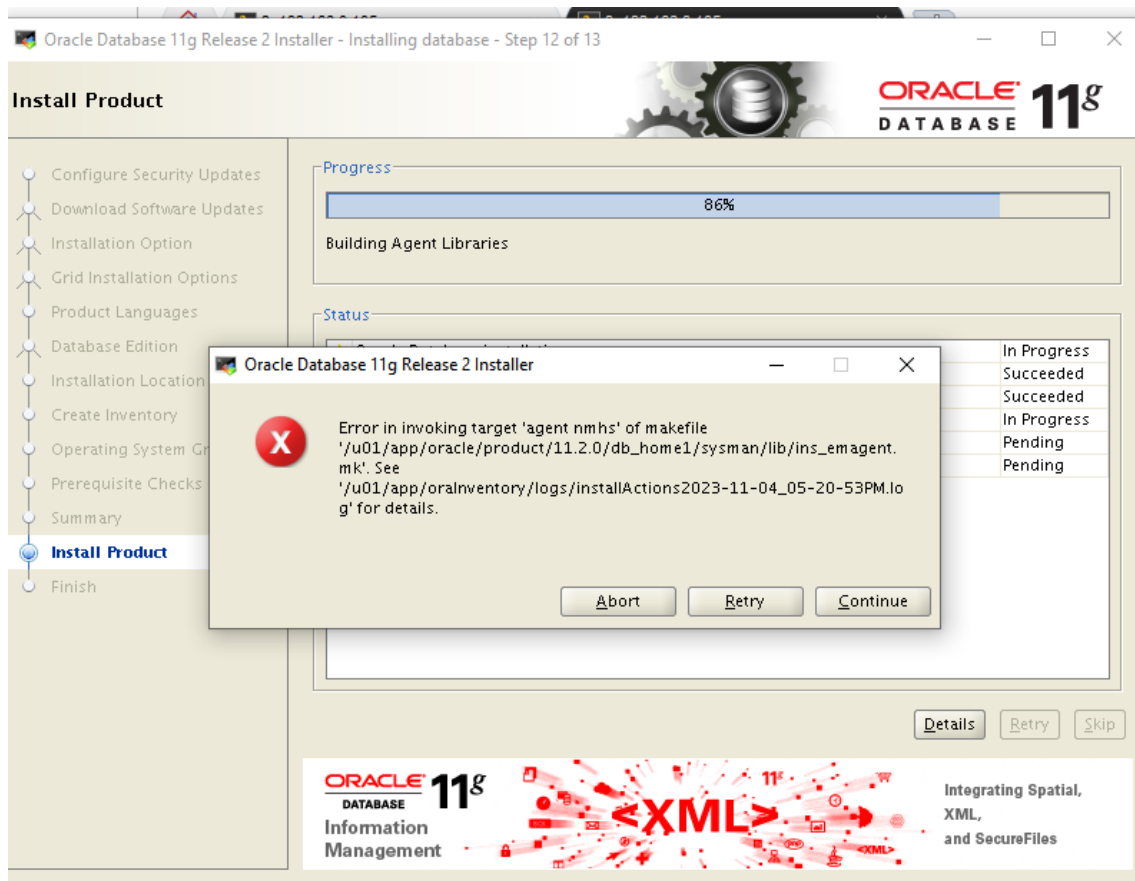 Oracle Database 11g Release 2 Installer - Installing database - Step 12 of 13
Install Product
ORACLE 11g
DATABASE
Configure Security Updates
Download Software Updates
Installation Option
Grid Installation Options
Product Languages
Database Edition
Installation Location
Create Inventory
Operating System Gr
Prerequisite Checks
Summary
Install Product
Finish
Progress
86%
Building Agent Libraries
Status
In Progress
Succeeded
Succeeded
In Progress
Pending
Pending
Oracle Database 11g Release 2 Installer
Error in invoking target 'agent nmhs' of makefile
'/u01/app/oracle/product/11.2.0/db_home1/sysman/lib/ins_emagent.
mk'. See
'/u01/app/oraInventory/logs/installActions2023-11-04_05-20-53PM.lo
g' for details.
Abort Retry Continue
Details Retry Skip
ORACLE 11g
DATABASE
Information
Management
<XML>
11g
<XML>
Integrating Spatial,
XML,
and SecureFiles